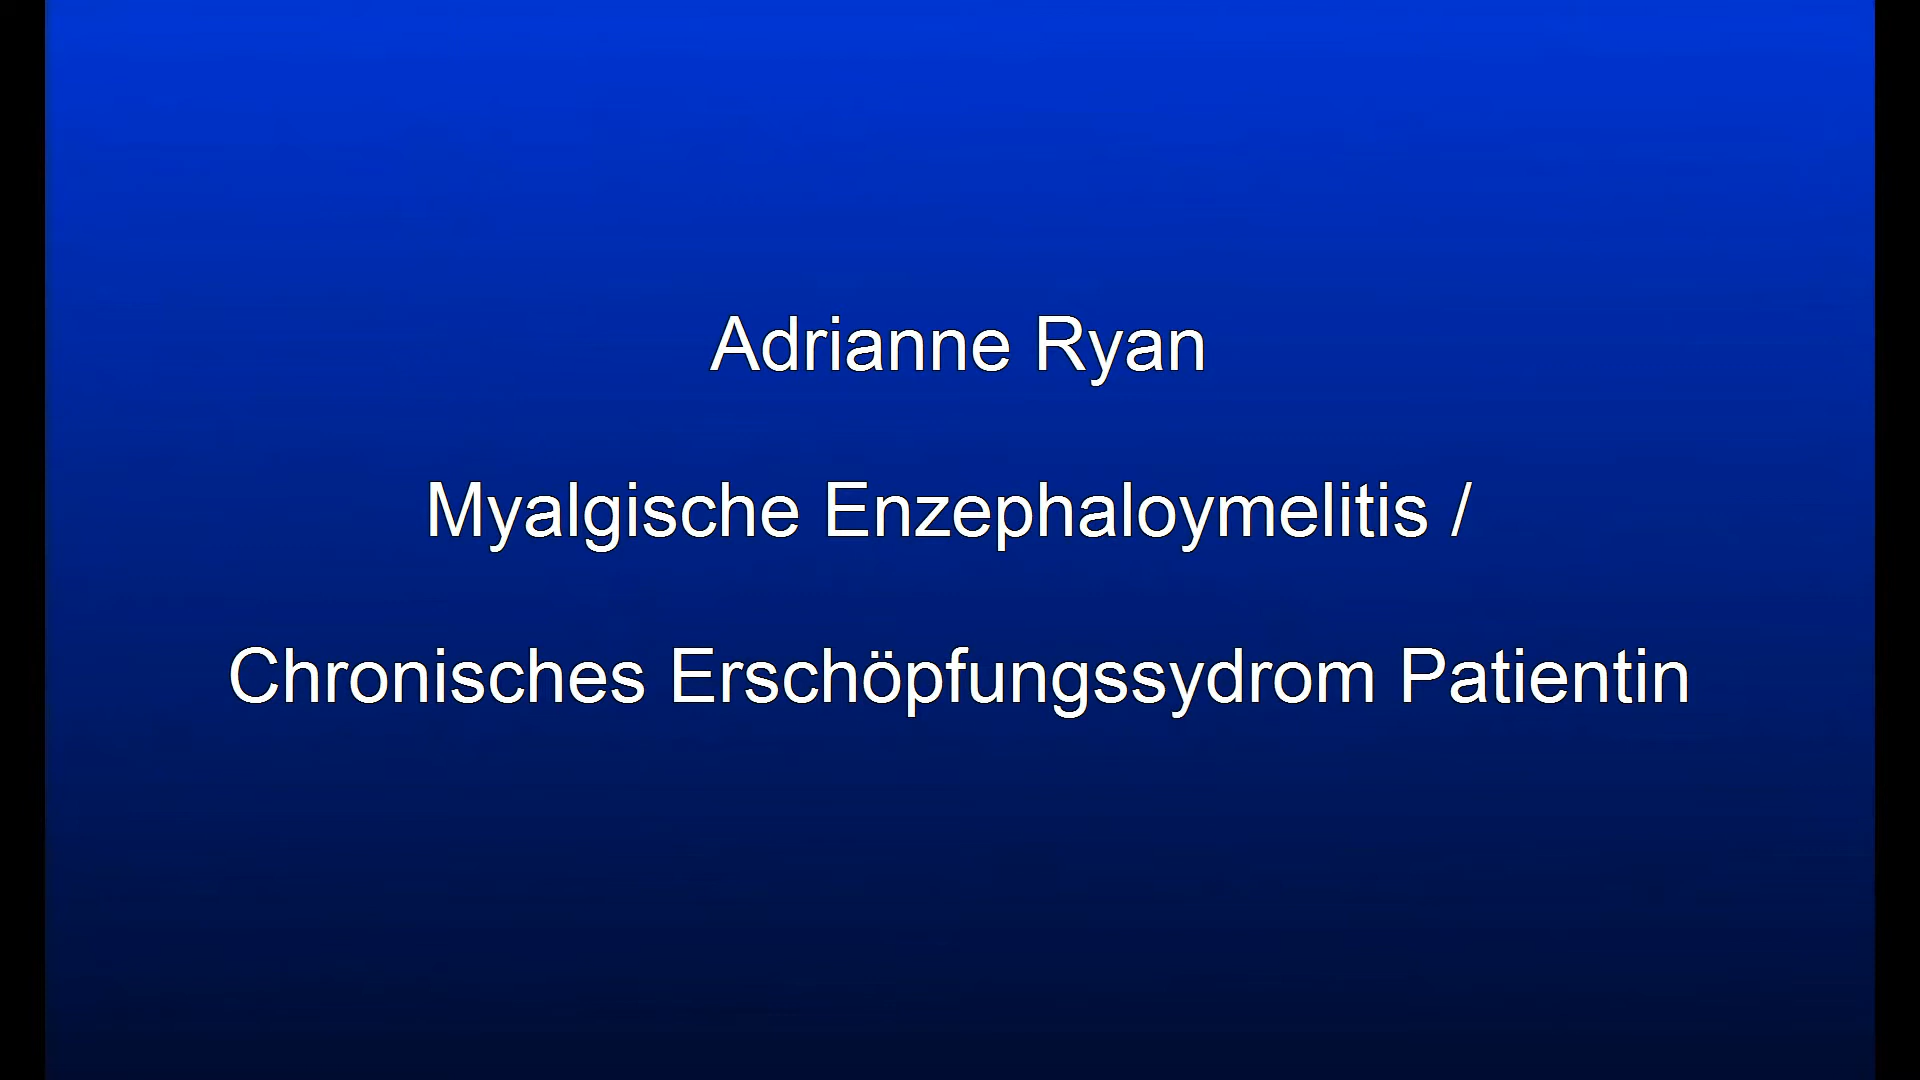 Adrianne Ryan
Myalgische Enzephaloymelitis /
Chronisches Erschöpfungssydrom Patientin